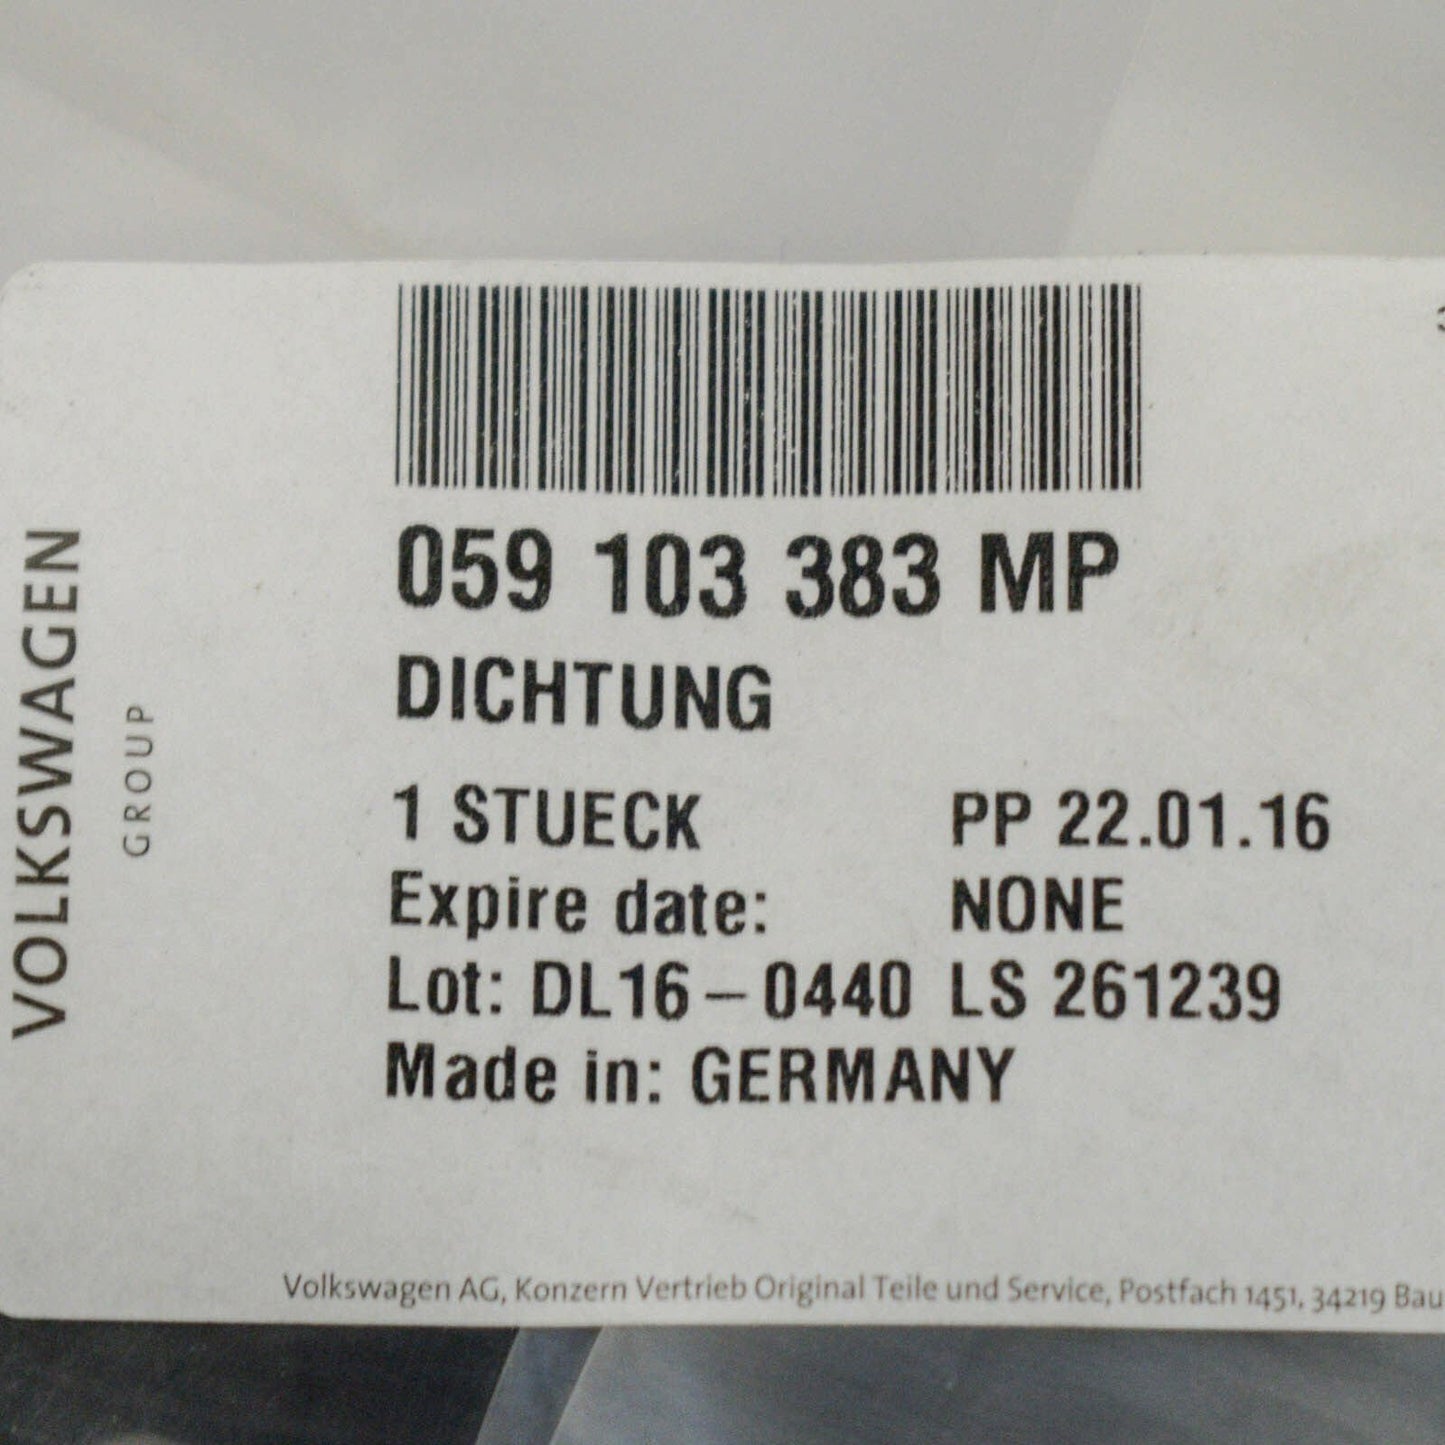 VOLKSWAGEN
GROUP
059 103 383 MP
DICHTUNG
1 STUECK PP 22.01.16
Expire date: NONE
Lot: DL16-0440 LS 261239
Made in: GERMANY
Volkswagen AG, Konzern Vertrieb Original Teile und Service, Postfach 1451, 34219